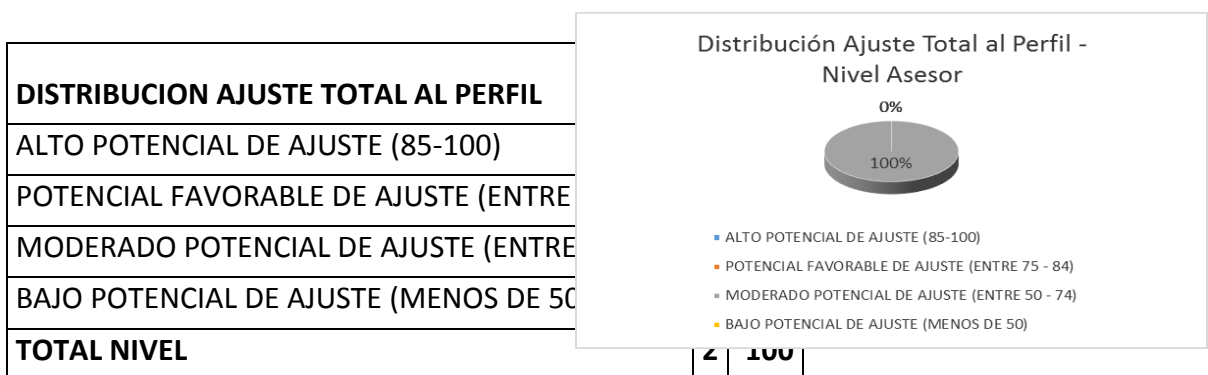 DISTRIBUCION AJUSTE TOTAL AL PERFIL
ALTO POTENCIAL DE AJUSTE (85-100)
POTENCIAL FAVORABLE DE AJUSTE (ENTRE
MODERADO POTENCIAL DE AJUSTE (ENTRE
BAJO POTENCIAL DE AJUSTE (MENOS DE 50
TOTAL NIVEL 2 100
Distribución Ajuste Total al Perfil -
Nivel Asesor
0%
100%
ALTO POTENCIAL DE AJUSTE (85-100)
POTENCIAL FAVORABLE DE AJUSTE (ENTRE 75 - 84)
MODERADO POTENCIAL DE AJUSTE (ENTRE 50 - 74)
BAJO POTENCIAL DE AJUSTE (MENOS DE 50)